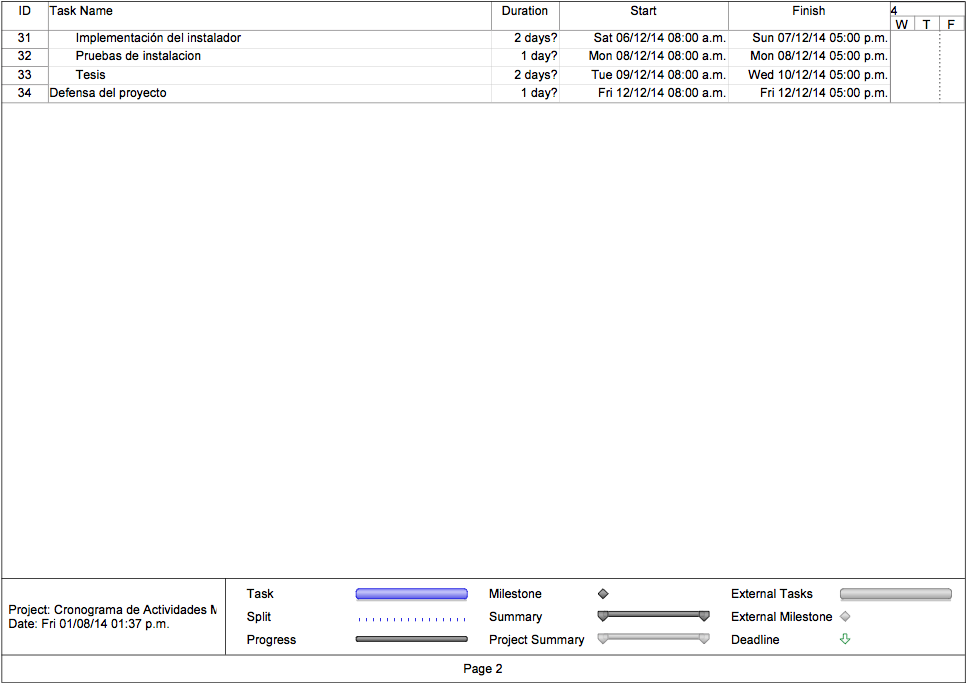 ID Task Name Duration Start Finish 4
W T F
31 Implementación del instalador 2 days? Sat 06/12/14 08:00 a.m. Sun 07/12/14 05:00 p.m.
32 Pruebas de instalacion 1 day? Mon 08/12/14 08:00 a.m. Mon 08/12/14 05:00 p.m.
33 Tesis 2 days? Tue 09/12/14 08:00 a.m. Wed 10/12/14 05:00 p.m.
34 Defensa del proyecto 1 day? Fri 12/12/14 08:00 a.m. Fri 12/12/14 05:00 p.m.
Project: Cronograma de Actividades M
Date: Fri 01/08/14 01:37 p.m.
Task Milestone External Tasks
Split Summary External Milestone
Progress Project Summary Deadline
Page 2